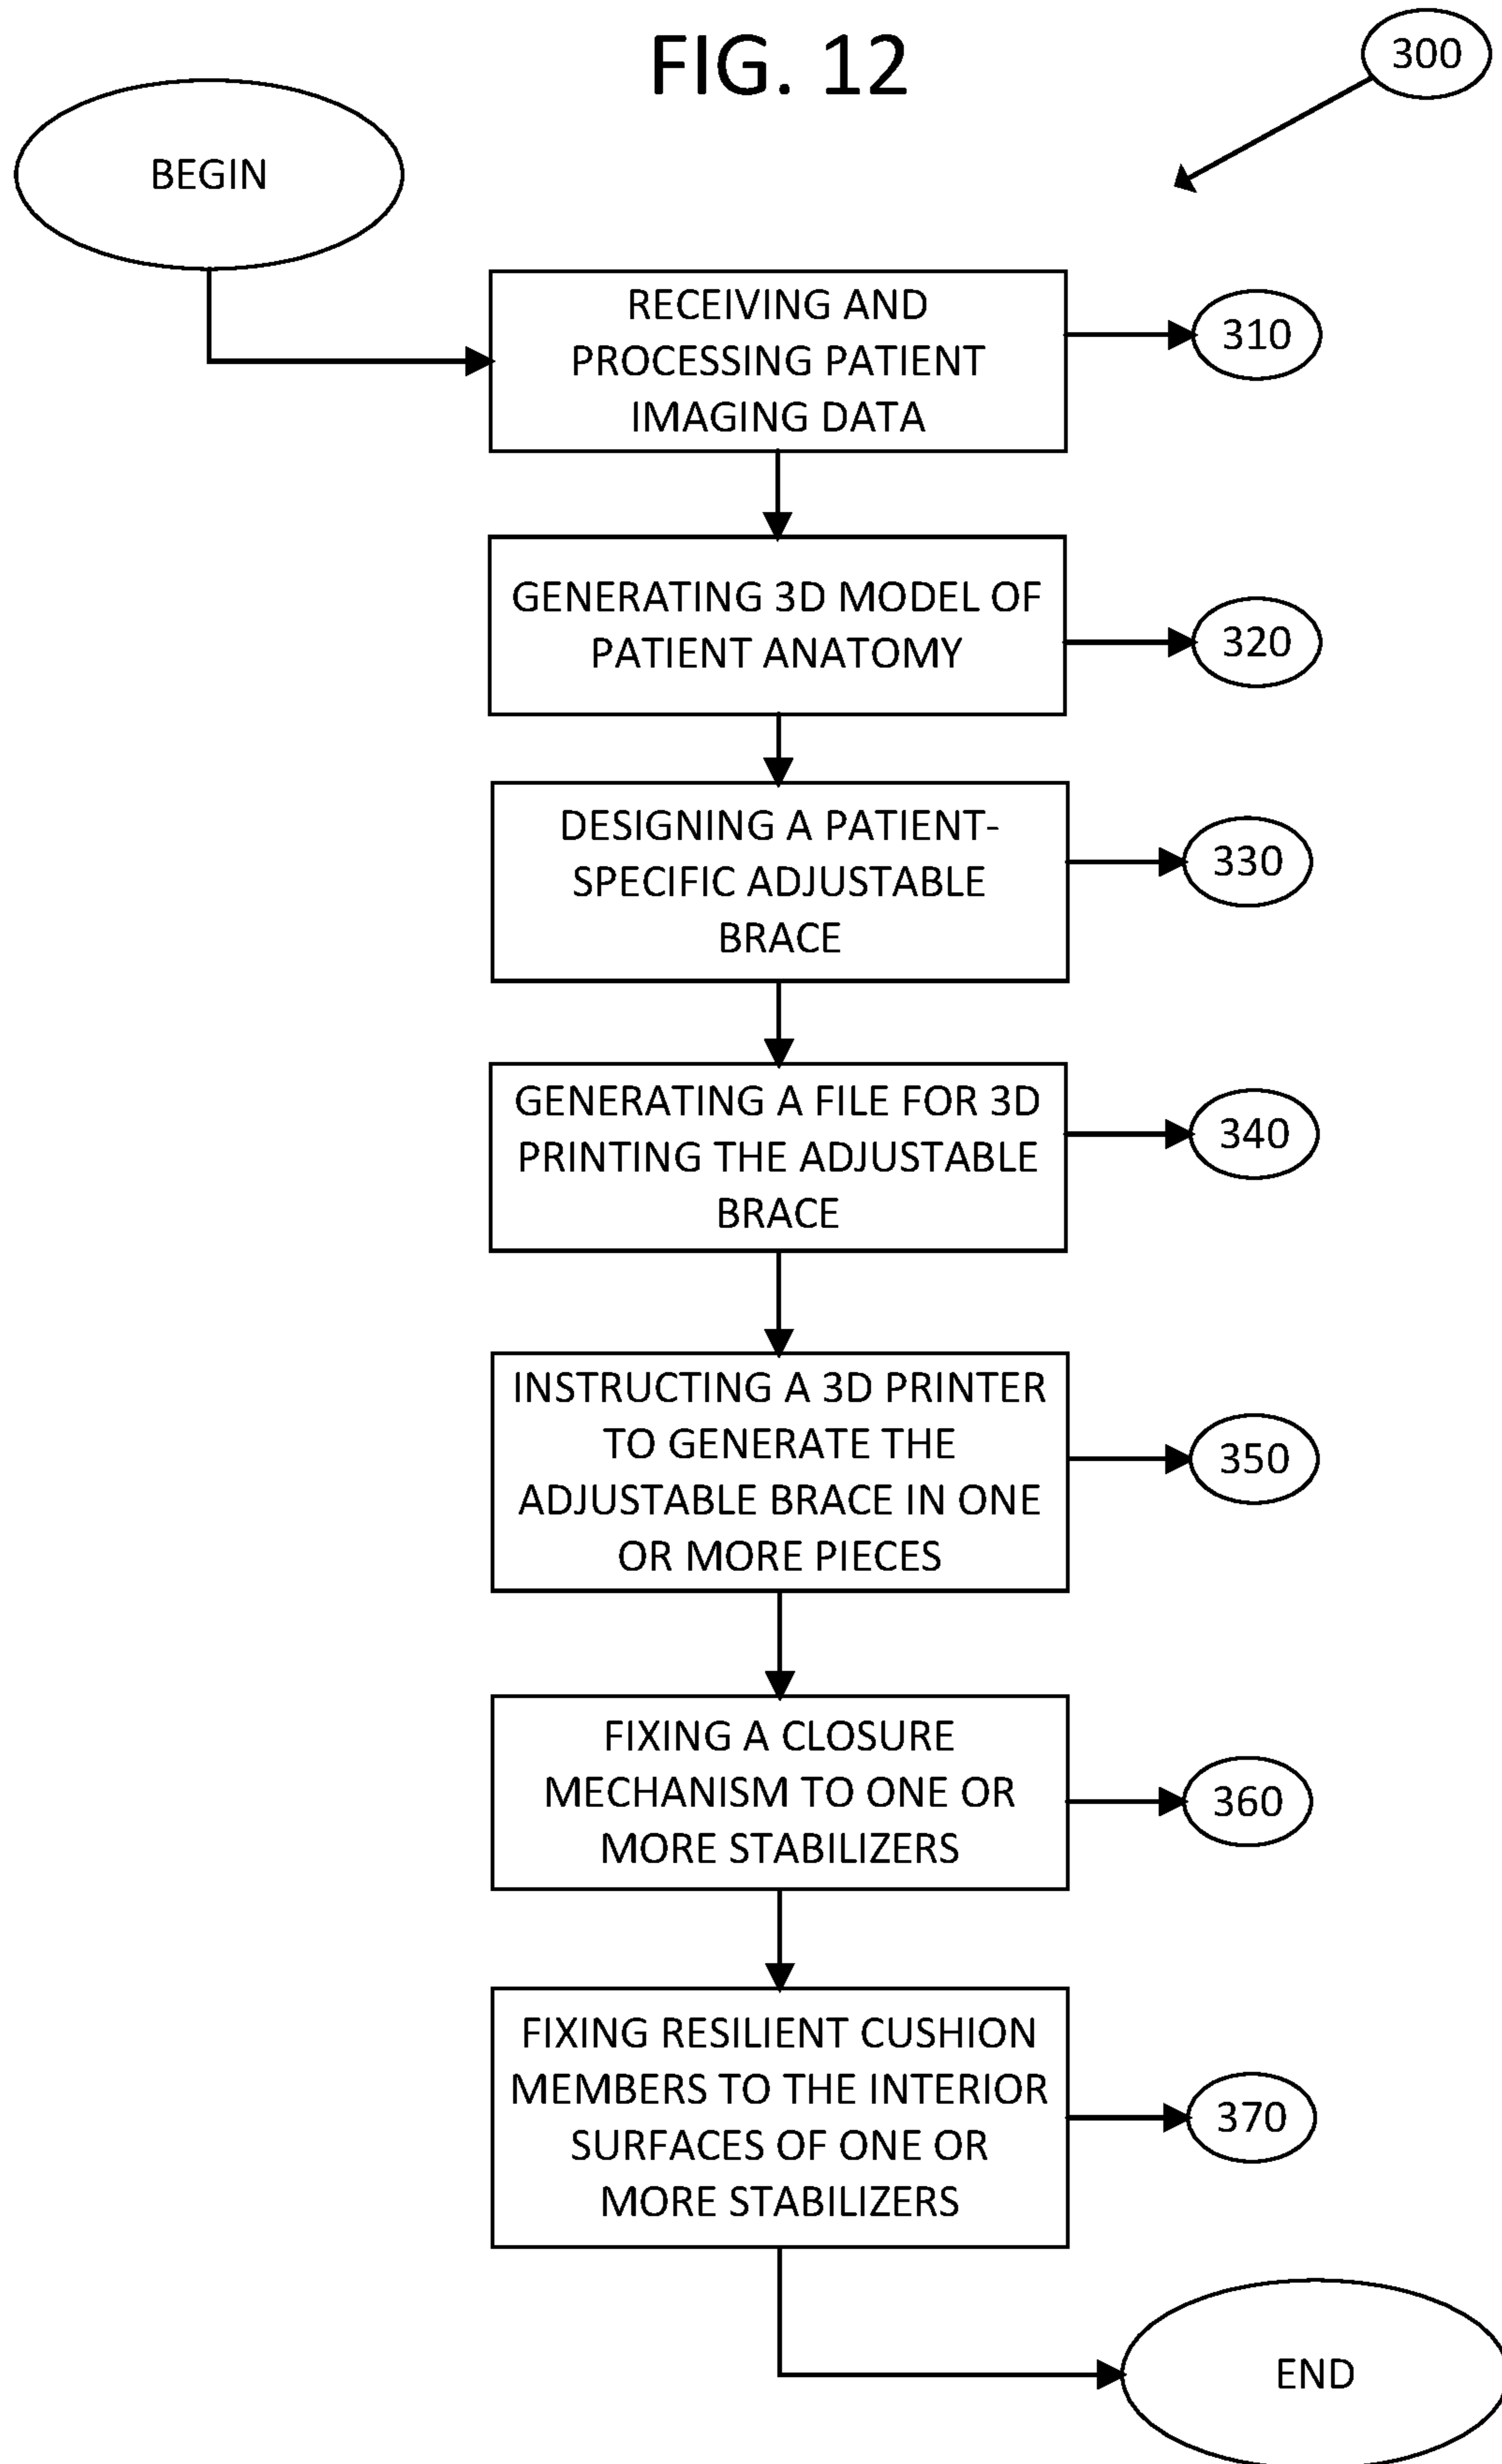 FIG. 12
300
BEGIN
RECEIVING AND
PROCESSING PATIENT
IMAGING DATA
310
GENERATING 3D MODEL OF
PATIENT ANATOMY
320
DESIGNING A PATIENT-
SPECIFIC ADJUSTABLE
BRACE
330
GENERATING A FILE FOR 3D
PRINTING THE ADJUSTABLE
BRACE
340
INSTRUCTING A 3D PRINTER
TO GENERATE THE
ADJUSTABLE BRACE IN ONE
OR MORE PIECES
350
FIXING A CLOSURE
MECHANISM TO ONE OR
MORE STABILIZERS
360
FIXING RESILIENT CUSHION
MEMBERS TO THE INTERIOR
SURFACES OF ONE OR
MORE STABILIZERS
370
END